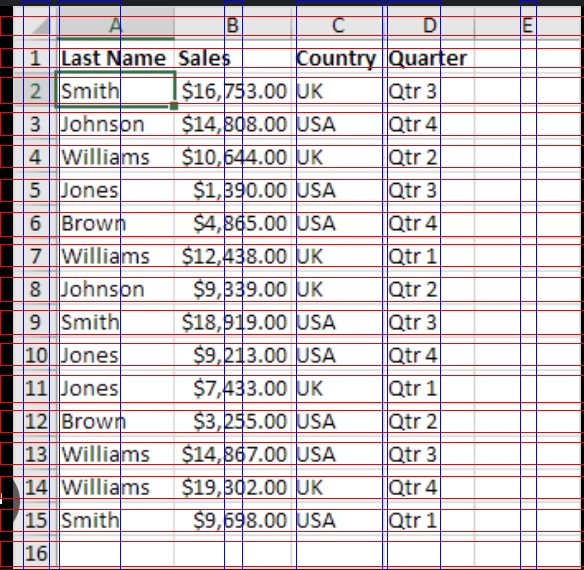 A B C D E
1 Last Name Sales Country Quarter
2 Smith $16,753.00 UK Qtr 3
3 Johnson $14,808.00 USA Qtr 4
4 Williams $10,644.00 UK Qtr 2
5 Jones $1,390.00 USA Qtr 3
6 Brown $4,865.00 USA Qtr 4
7 Williams $12,438.00 UK Qtr 1
8 Johnson $9,339.00 UK Qtr 2
9 Smith $18,919.00 USA Qtr 3
10 Jones $9,213.00 USA Qtr 4
11 Jones $7,433.00 UK Qtr 1
12 Brown $3,255.00 USA Qtr 2
13 Williams $14,867.00 USA Qtr 3
14 Williams $19,302.00 UK Qtr 4
15 Smith $9,698.00 USA Qtr 1
16